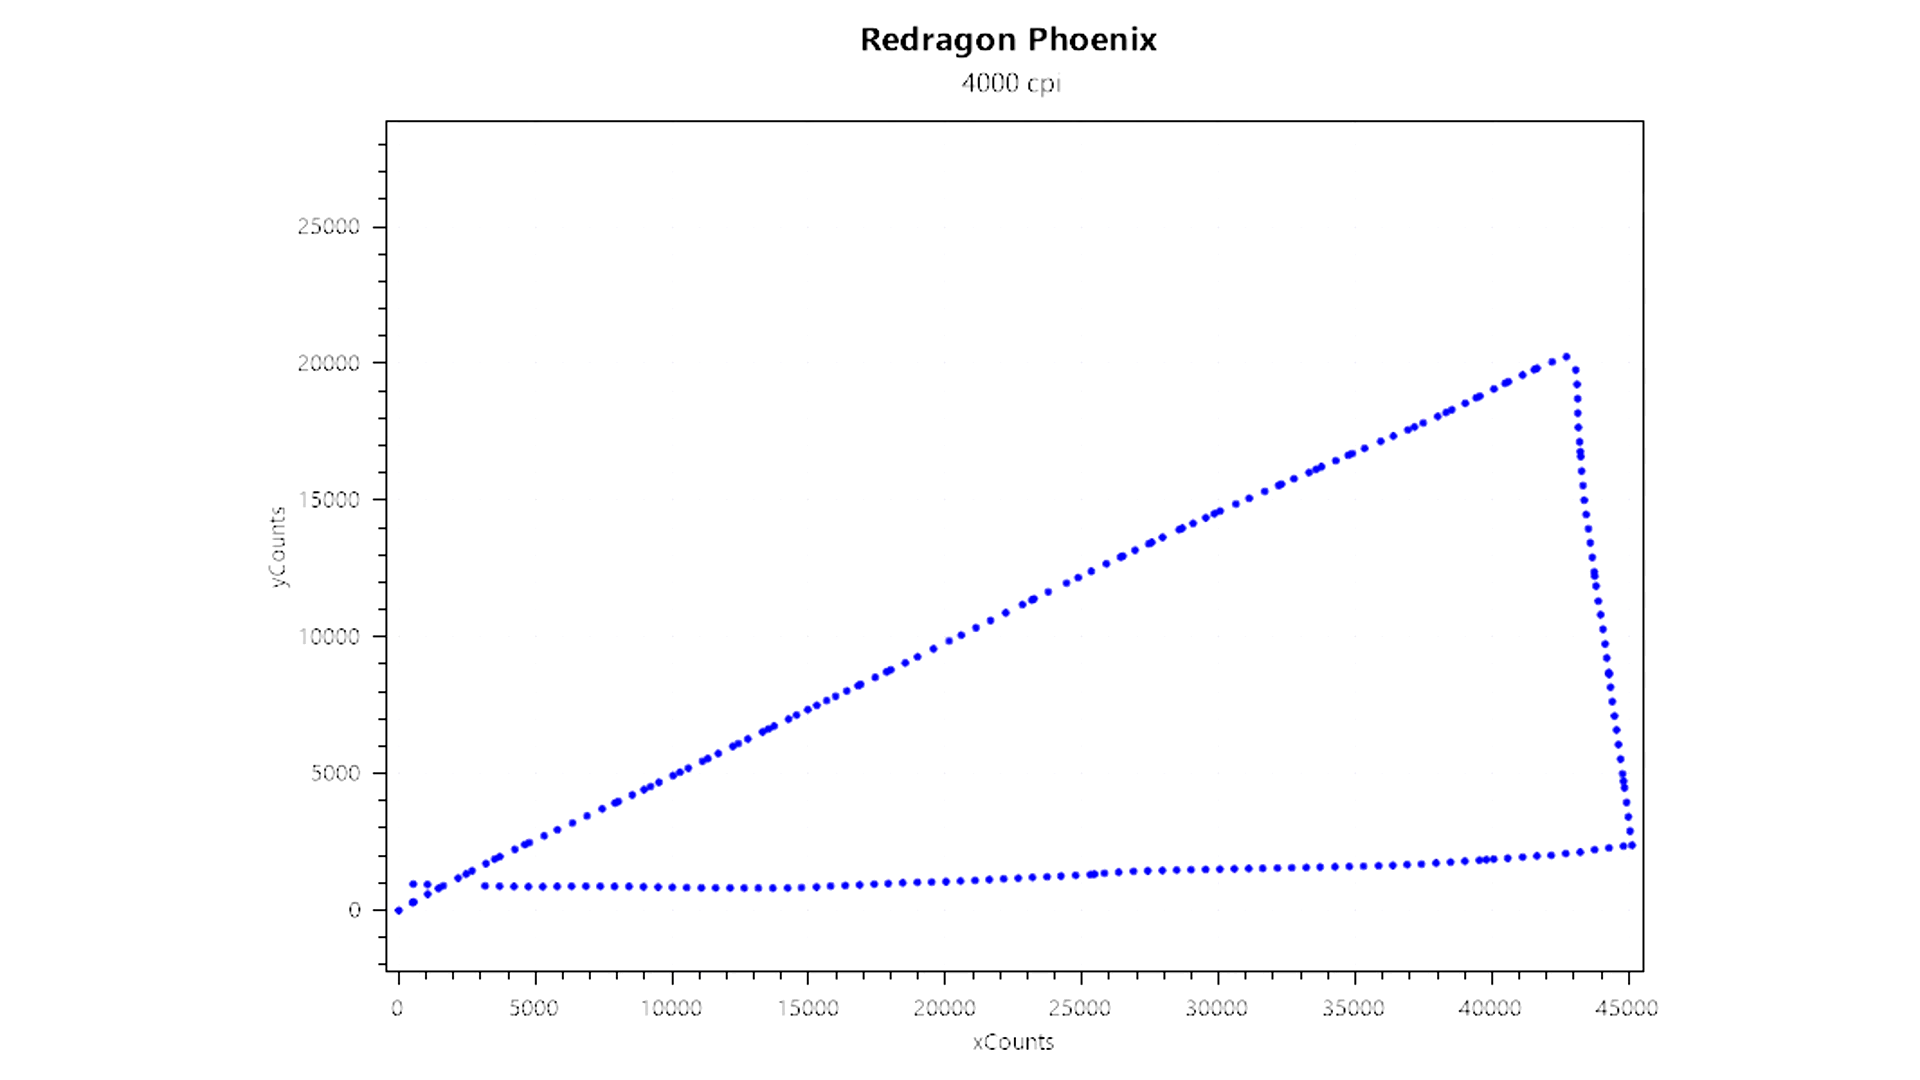 Redragon Phoenix
4000 cpi
25000
20000
15000
10000
5000
0
yCounts
0 5000 10000 15000 20000 25000 30000 35000 40000 45000
xCounts